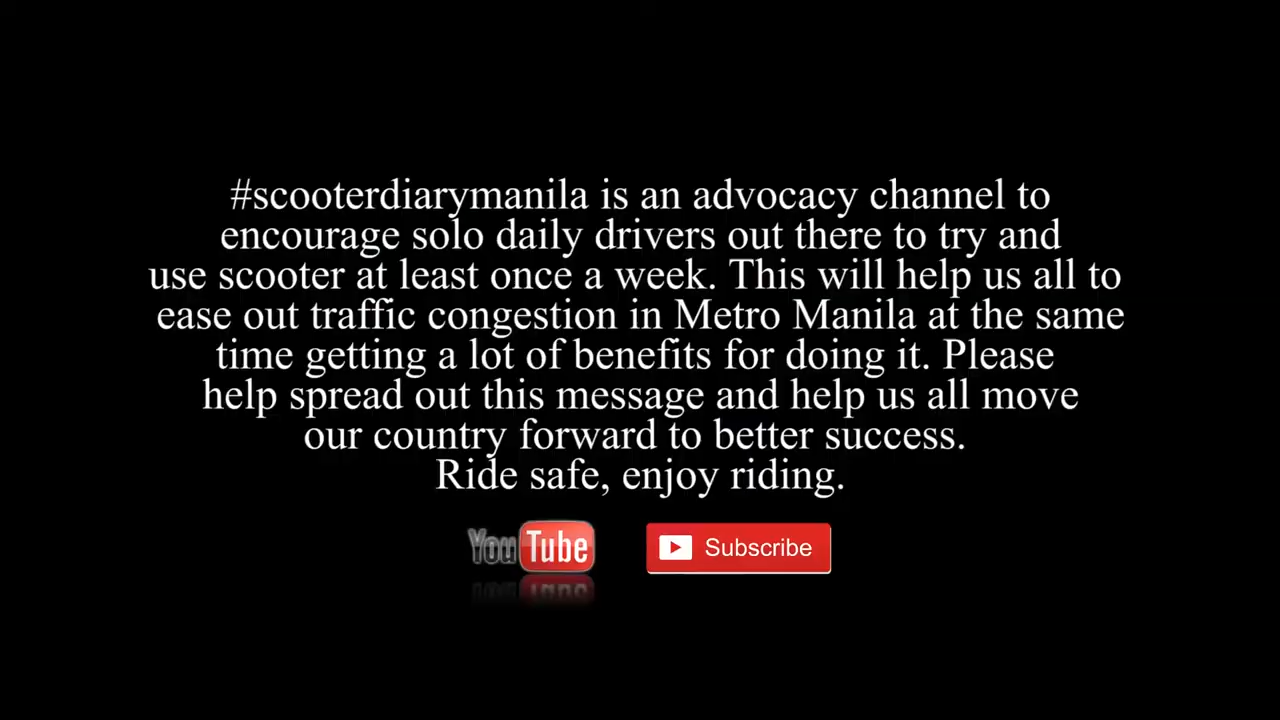 #scooterdiarymanila is an advocacy channel to
encourage solo daily drivers out there to try and
use scooter at least once a week. This will help us all to
ease out traffic congestion in Metro Manila at the same
time getting a lot of benefits for doing it. Please
help spread out this message and help us all move
our country forward to better success.
Ride safe, enjoy riding.
YouTube
Subscribe